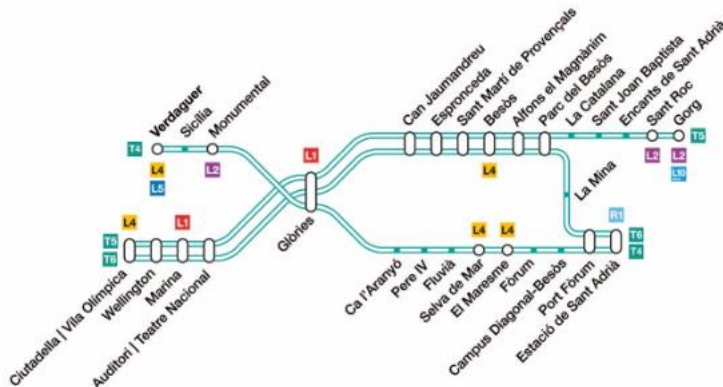 Verdaguer
Sicília
Monumental
T4
L4
L5
L2
L1
Glòries
L4
L1
T5
T6
Ciutadella | Vila Olímpica
Wellington
Marina
Auditori | Teatre Nacional
Can Jaumandreu
Espronceda
Sant Martí de Provençals
Besòs
Alfons el Magnànim
Parc del Besòs
La Catalana
Sant Joan Baptista
Encants de Sant Adrià
Sant Roc
Gorg
T5
L4
L2
L2
L10
La Mina
R1
T6
T4
L4
L4
Ca l'Aranyó
Pere IV
Fluvià
Selva de Mar
El Maresme
Fòrum
Campus Diagonal-Besòs
Port Fòrum
Estació de Sant Adrià